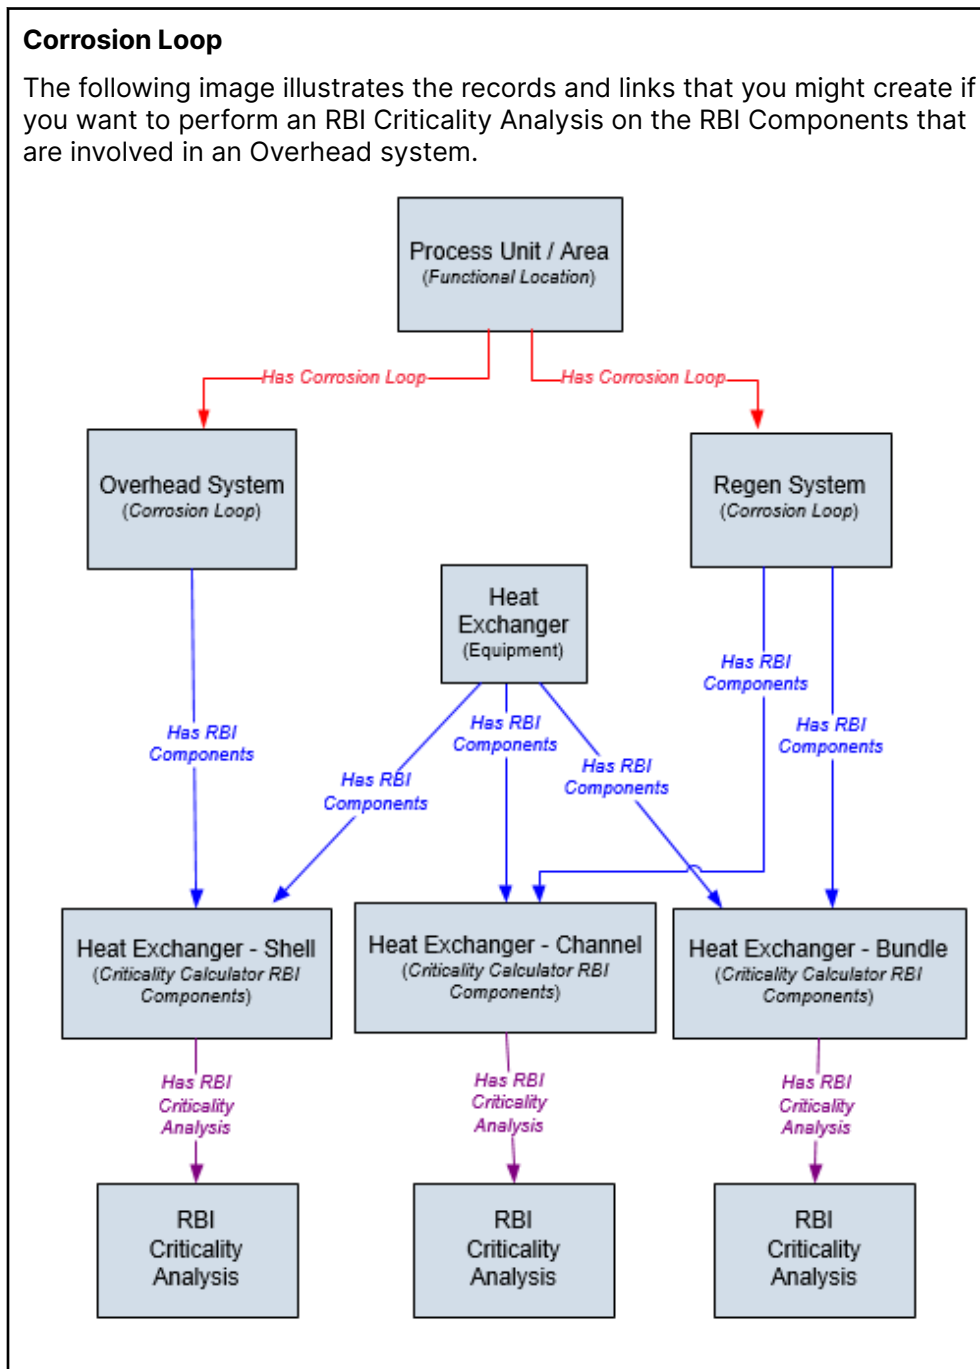 Corrosion Loop
The following image illustrates the records and links that you might create if
you want to perform an RBI Criticality Analysis on the RBI Components that
are involved in an Overhead system.
Process Unit / Area
(Functional Location)
Has Corrosion Loop
Has Corrosion Loop
Overhead System
(Corrosion Loop)
Regen System
(Corrosion Loop)
Heat
Exchanger
(Equipment)
Has RBI
Components
Has RBI
Components
Has RBI
Components
Has RBI
Components
Has RBI
Components
Has RBI
Components
Heat Exchanger - Shell
(Criticality Calculator RBI
Components)
Heat Exchanger - Channel
(Criticality Calculator RBI
Components)
Heat Exchanger - Bundle
(Criticality Calculator RBI
Components)
Has RBI
Criticality
Analysis
Has RBI
Criticality
Analysis
Has RBI
Criticality
Analysis
RBI
Criticality
Analysis
RBI
Criticality
Analysis
RBI
Criticality
Analysis